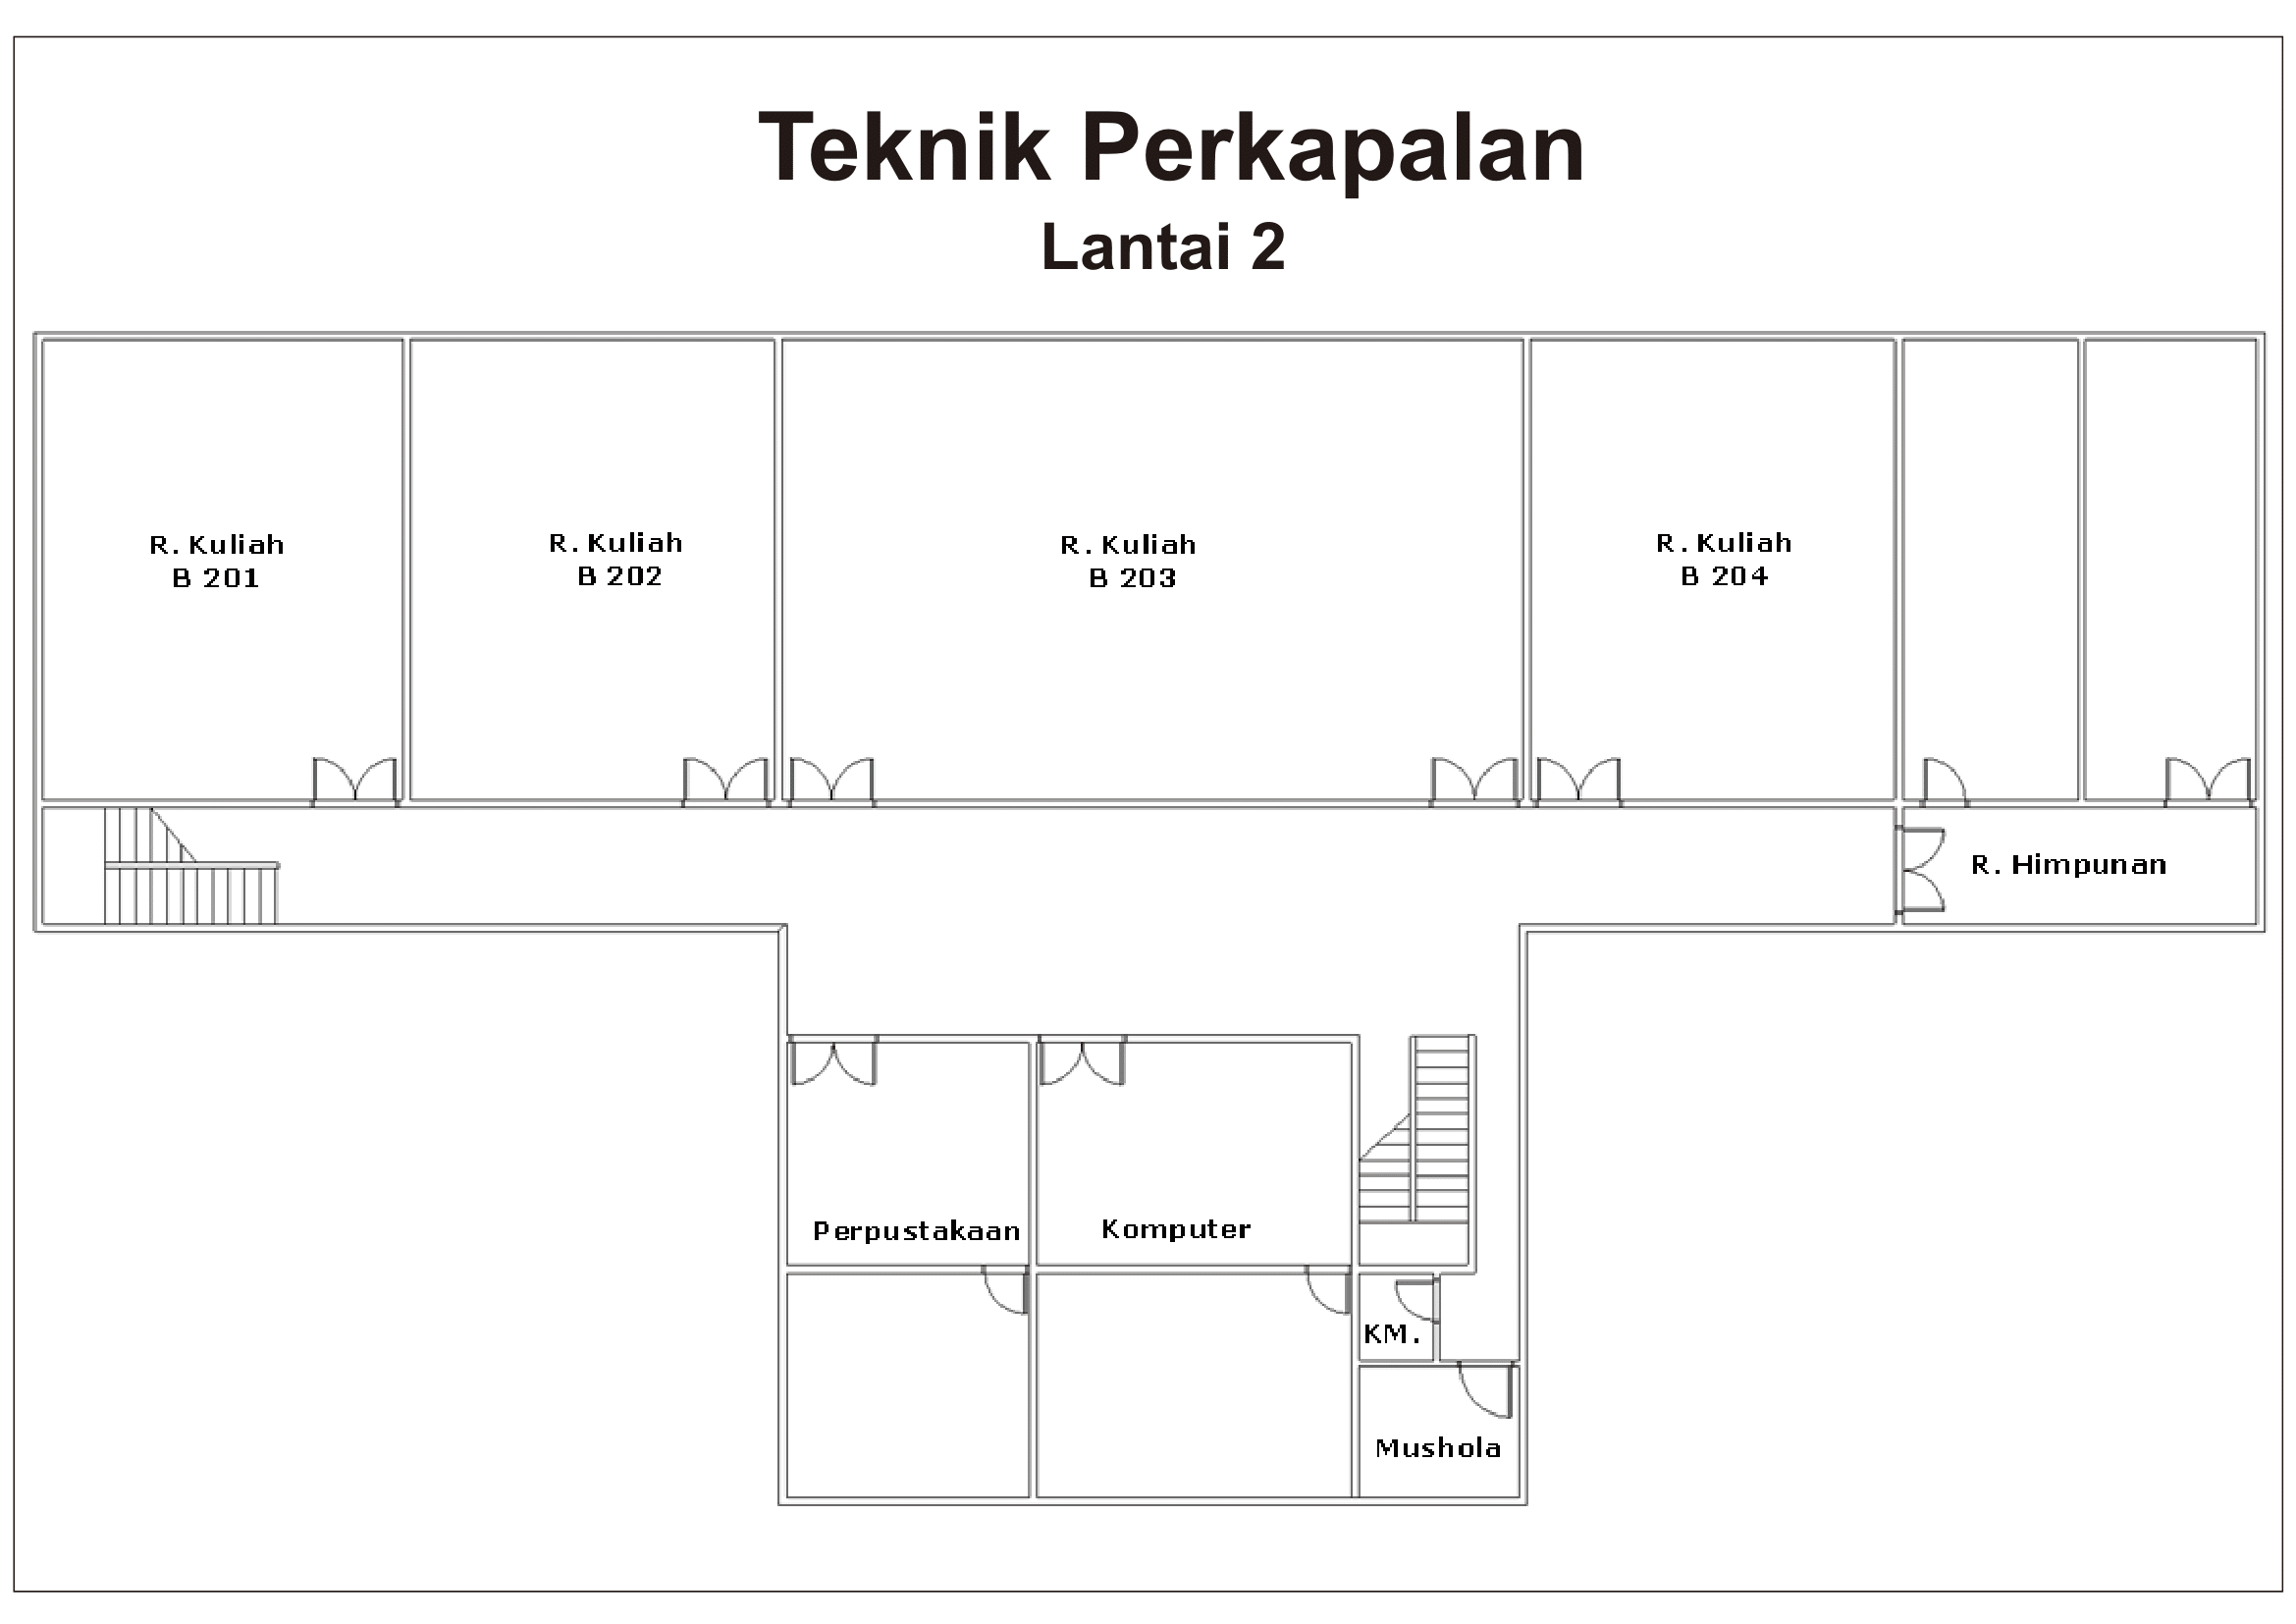 Teknik Perkapalan
Lantai 2
R. Kuliah
B 201
R. Kuliah
B 202
R. Kuliah
B 203
R. Kuliah
B 204
R. Himpunan
Perpustakaan
Komputer
KM.
Mushola